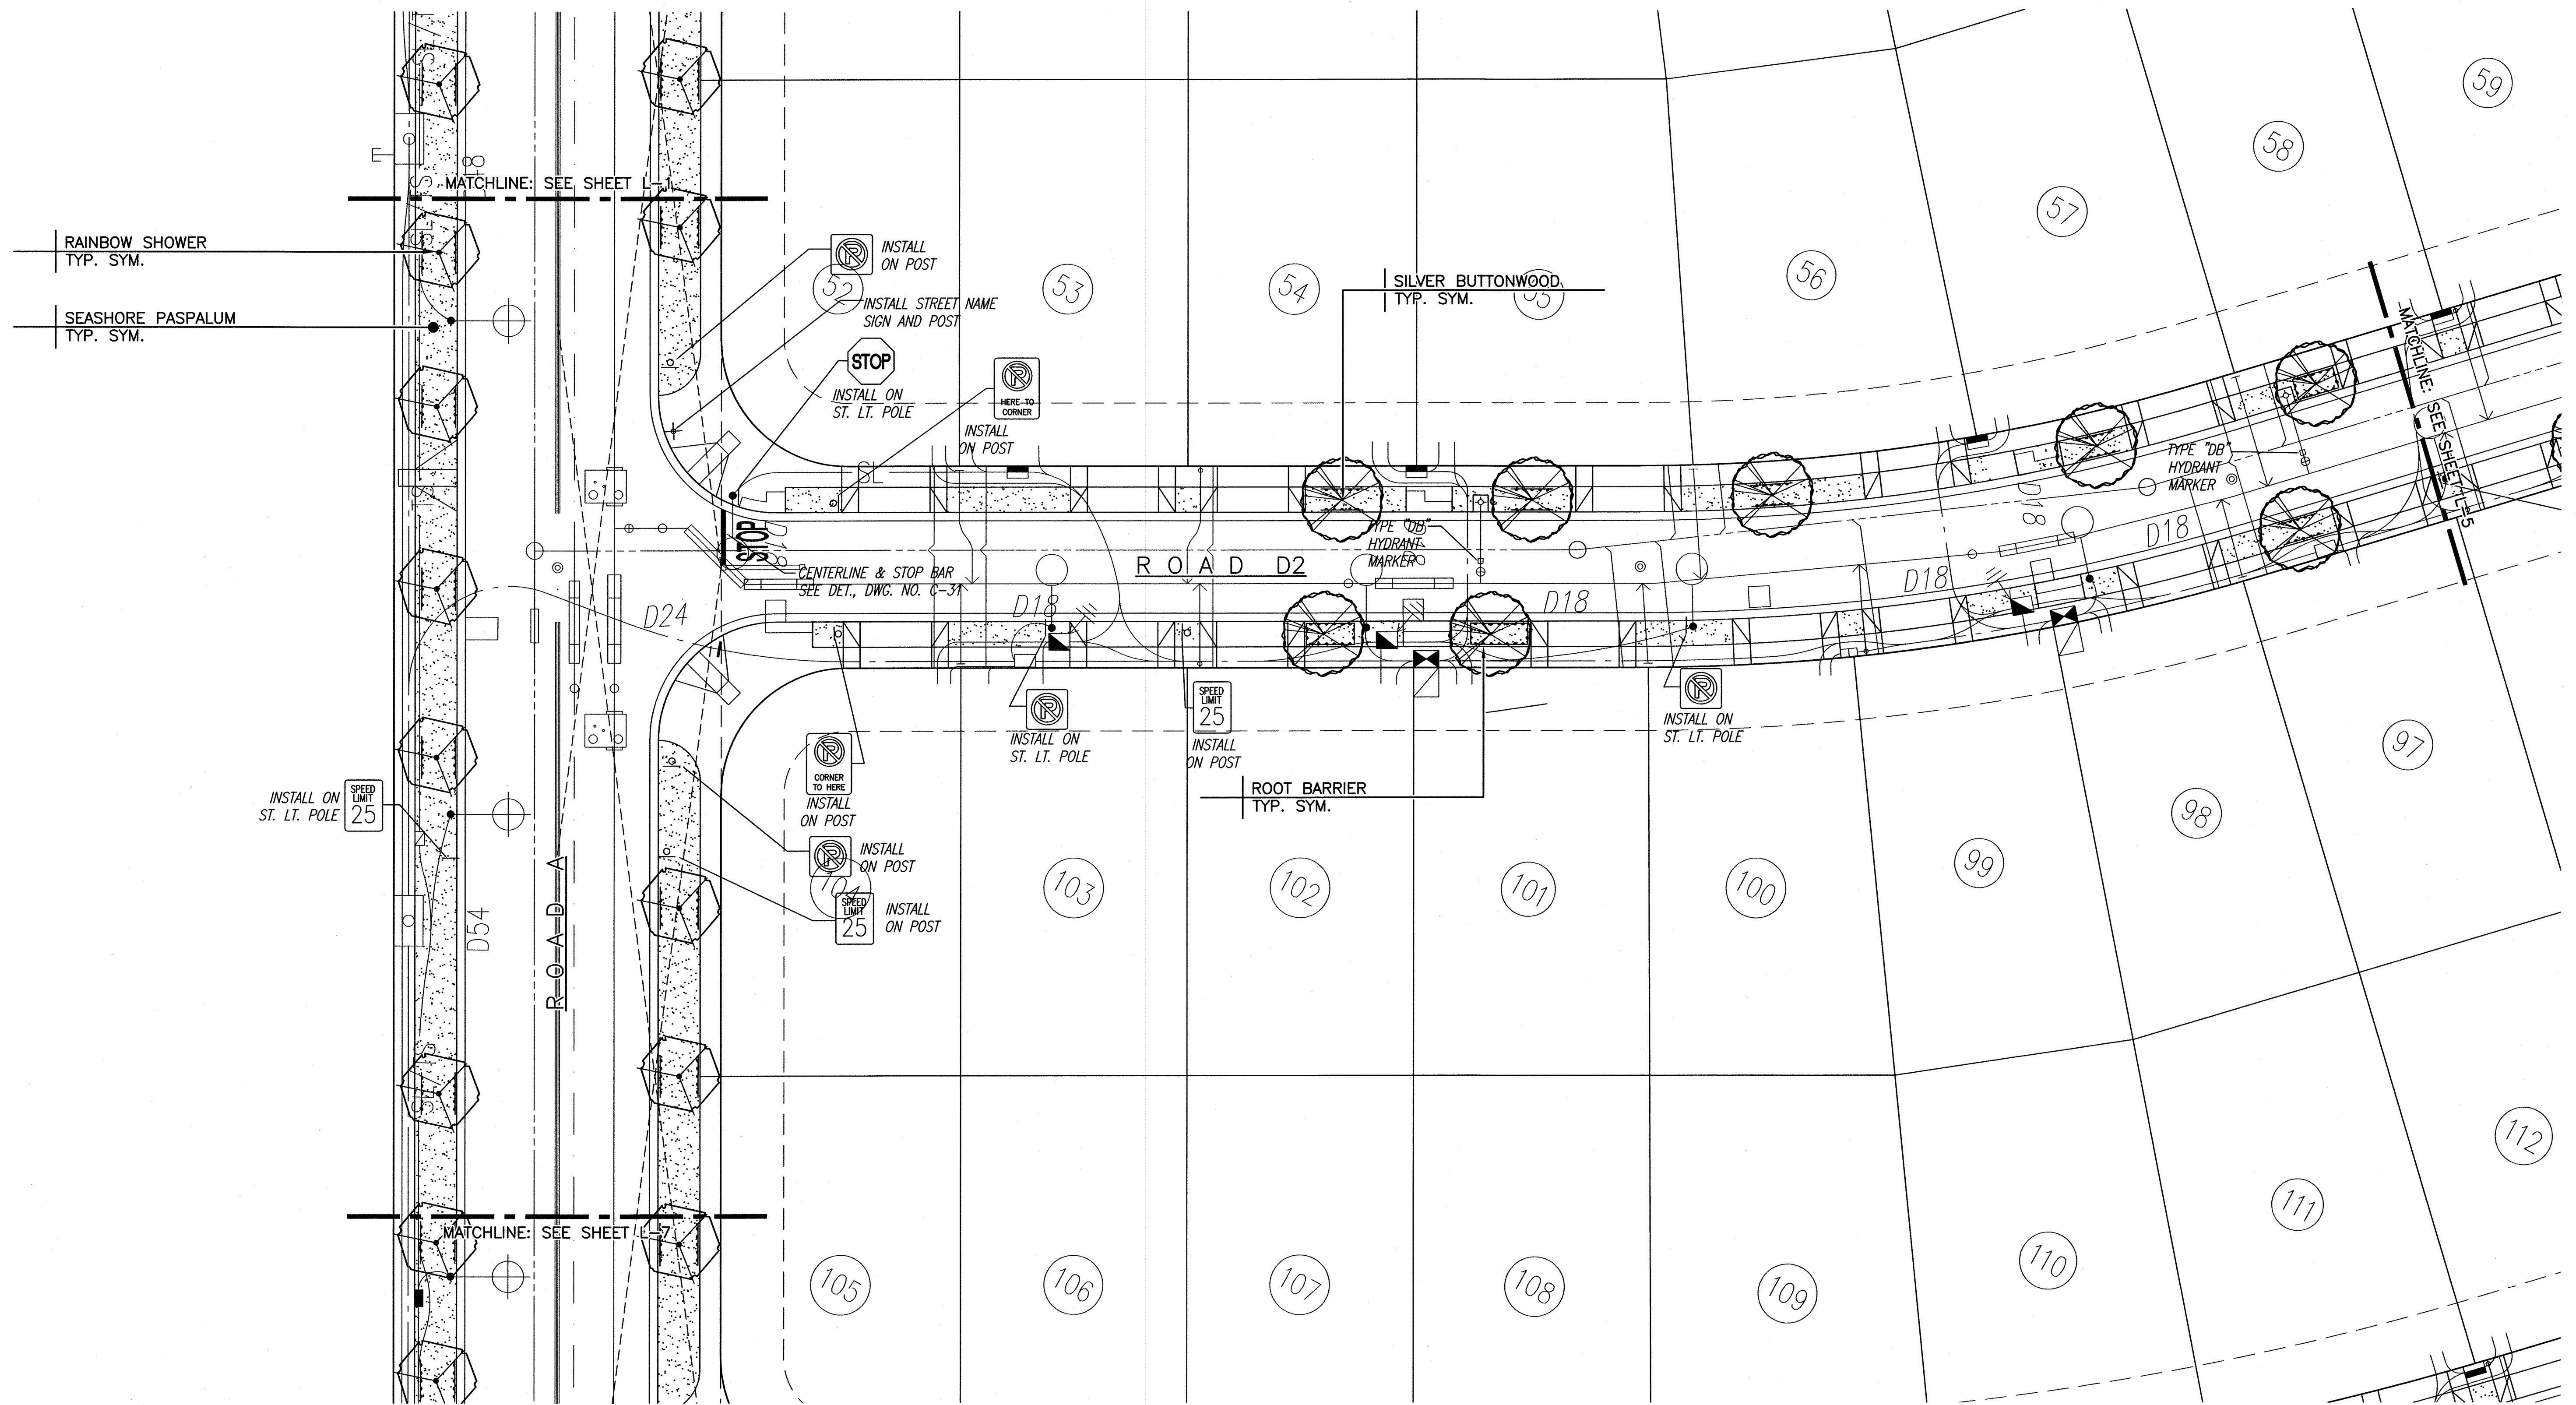 59
58
57
56
MATCHLINE: SEE SHEET L-1
RAINBOW SHOWER
TYP. SYM.
SEASHORE PASPALUM
TYP. SYM.
INSTALL
ON POST
52
53
54
55
SILVER BUTTONWOOD
TYP. SYM.
INSTALL STREET NAME
SIGN AND POST
STOP
INSTALL ON
ST. LT. POLE
HERE TO
CORNER
INSTALL
ON POST
SL
MATCHLINE: SEE SHEET L-5
TYPE "DB"
HYDRANT
MARKER
D18
D18
STOP
D18
TYPE "DB"
HYDRANT
MARKER
ROAD D2
CENTERLINE & STOP BAR
SEE DET., DWG. NO. C-31
D24
D18
D18
D18
INSTALL ON
ST. LT. POLE
SPEED
LIMIT
25
INSTALL
ON POST
INSTALL ON
ST. LT. POLE
CORNER
TO HERE
INSTALL
ON POST
ROOT BARRIER
TYP. SYM.
INSTALL ON
ST. LT. POLE
SPEED
LIMIT
25
INSTALL
ON POST
104
SPEED
LIMIT
25
INSTALL
ON POST
103
102
101
100
99
98
97
D54
ROAD A
MATCHLINE: SEE SHEET L-7
105
106
107
108
109
110
111
112